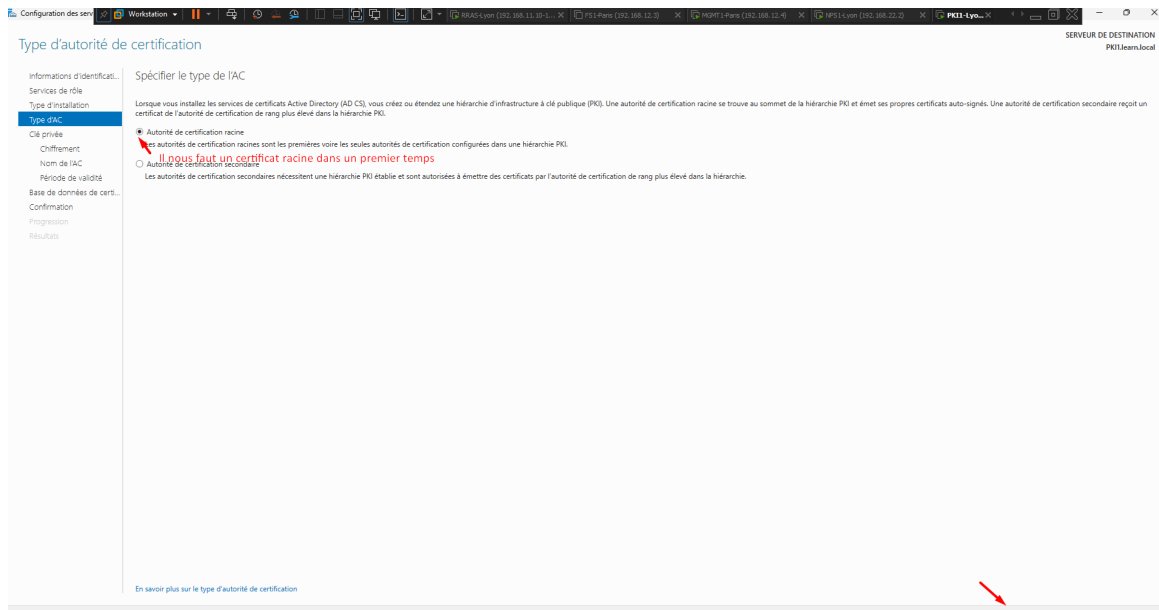 Configuration des serv
Workstation
RRAS-Lyon (192.168.11.10-1...
FS1-Paris (192.168.12.3)
MGMT1-Paris (192.168.12.4)
NPS1-Lyon (192.168.22.2)
PKI1-Lyo...
Type d'autorité de certification
SERVEUR DE DESTINATION
PKI1.learn.local
Informations d'identificati...
Services de rôle
Type d'installation
Type d'AC
Clé privée
Chiffrement
Nom de l'AC
Période de validité
Base de données de certi...
Confirmation
Progression
Résultats
Spécifier le type de l'AC
Lorsque vous installez les services de certificats Active Directory (AD CS), vous créez ou étendez une hiérarchie d'infrastructure à clé publique (PKI). Une autorité de certification racine se trouve au sommet de la hiérarchie PKI et émet ses propres certificats auto-signés. Une autorité de certification secondaire reçoit un
certificat de l'autorité de certification de rang plus élevé dans la hiérarchie PKI.
Autorité de certification racine
Les autorités de certification racines sont les premières voire les seules autorités de certification configurées dans une hiérarchie PKI.
Il nous faut un certificat racine dans un premier temps
Autorité de certification secondaire
Les autorités de certification secondaires nécessitent une hiérarchie PKI établie et sont autorisées à émettre des certificats par l'autorité de certification de rang plus élevé dans la hiérarchie.
En savoir plus sur le type d'autorité de certification